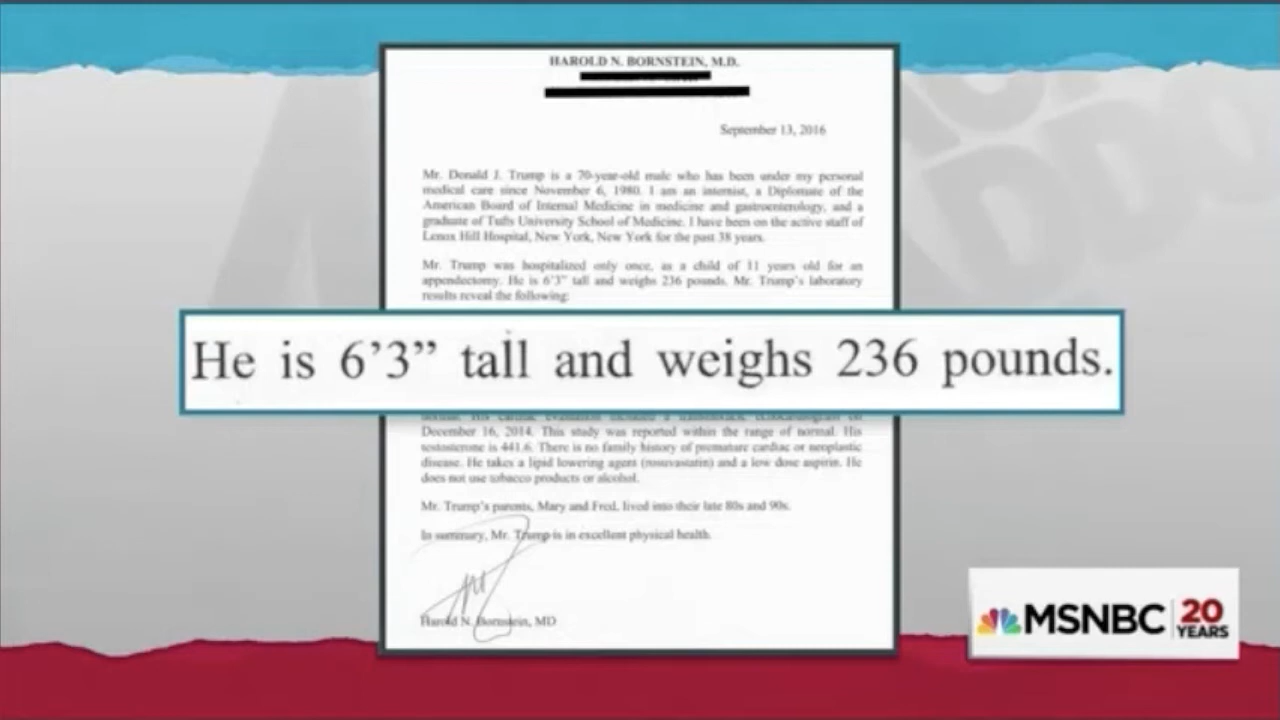 HAROLD N. BORNSTEIN, M.D.
September 13, 2016
Mr. Donald J. Trump is a 70-year-old male who has been under my personal
medical care since November 6, 1980. I am an internist, a Diplomate of the
American Board of Internal Medicine in medicine and gastroenterology, and a
graduate of Tufts University School of Medicine. I have been on the active staff of
Lenox Hill Hospital, New York, New York for the past 38 years.
Mr. Trump was hospitalized only once, as a child of 11 years old for an
appendectomy. He is 6’3” tall and weighs 236 pounds. Mr. Trump’s laboratory
results reveal the following:
He is 6’3” tall and weighs 236 pounds.
December 16, 2014. This study was reported within the range of normal. His
testosterone is 441.6. There is no family history of premature cardiac or neoplastic
disease. He takes a lipid lowering agent (rosuvastatin) and a low dose aspirin. He
does not use tobacco products or alcohol.
Mr. Trump’s parents, Mary and Fred, lived into their late 80s and 90s.
In summary, Mr. Trump is in excellent physical health.
Harold N. Bornstein, MD
MSNBC 20 YEARS